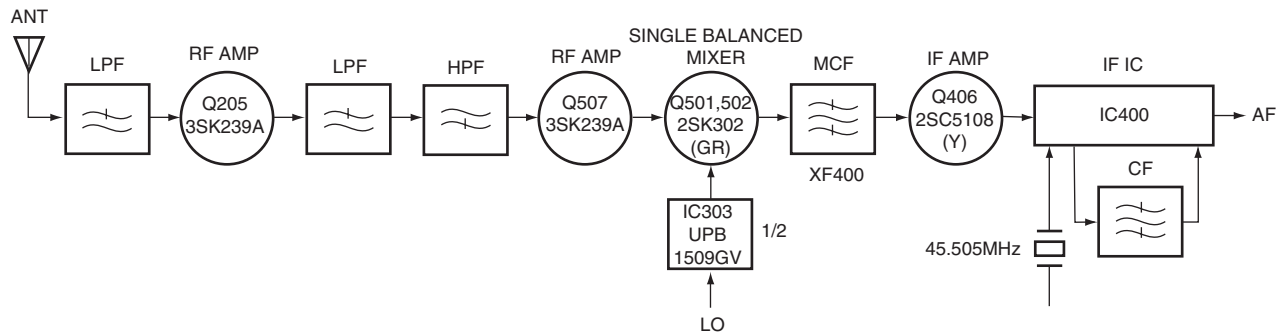 ANT
LPF
RF AMP
Q205
3SK239A
LPF
HPF
RF AMP
Q507
3SK239A
SINGLE BALANCED
MIXER
Q501,502
2SK302
(GR)
MCF
XF400
IF AMP
Q406
2SC5108
(Y)
IF IC
IC400
AF
CF
45.505MHz
IC303
UPB
1509GV
1/2
LO